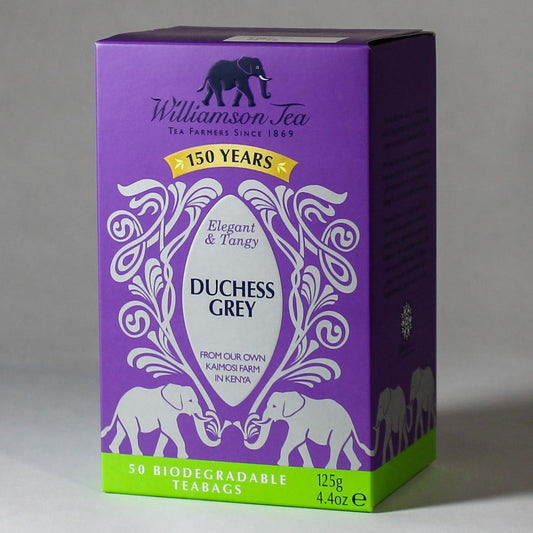 Williamson Tea
TEA FARMERS SINCE 1869
150 YEARS
Elegant
& Tangy
DUCHESS
GREY
FROM OUR OWN
KAIMOSI FARM
IN KENYA
50 BIODEGRADABLE
TEABAGS
125g
4.4oz e